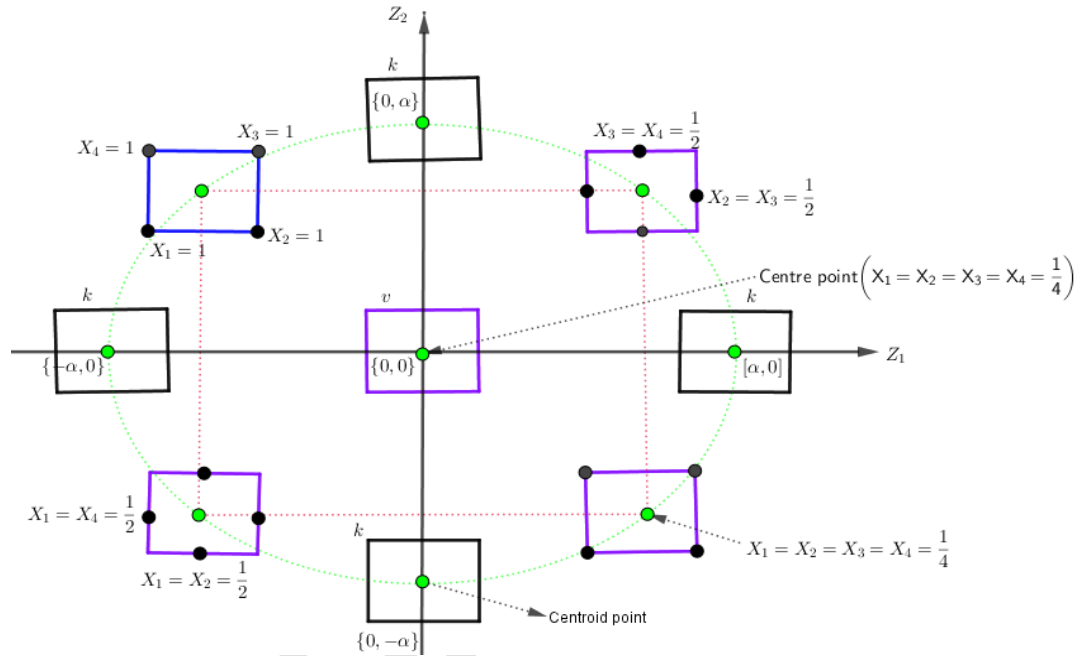 Z₂
k
{0, α}
X₃ = 1
X₄ = 1
X₃ = X₄ = 1/2
X₂ = X₃ = 1/2
X₂ = 1
X₁ = 1
Centre point(X₁ = X₂ = X₃ = X₄ = 1/4)
k
v
k
{−α, 0}
{0, 0}
[α, 0]
Z₁
X₁ = X₄ = 1/2
k
X₁ = X₂ = X₃ = X₄ = 1/4
X₁ = X₂ = 1/2
Centroid point
{0, −α}